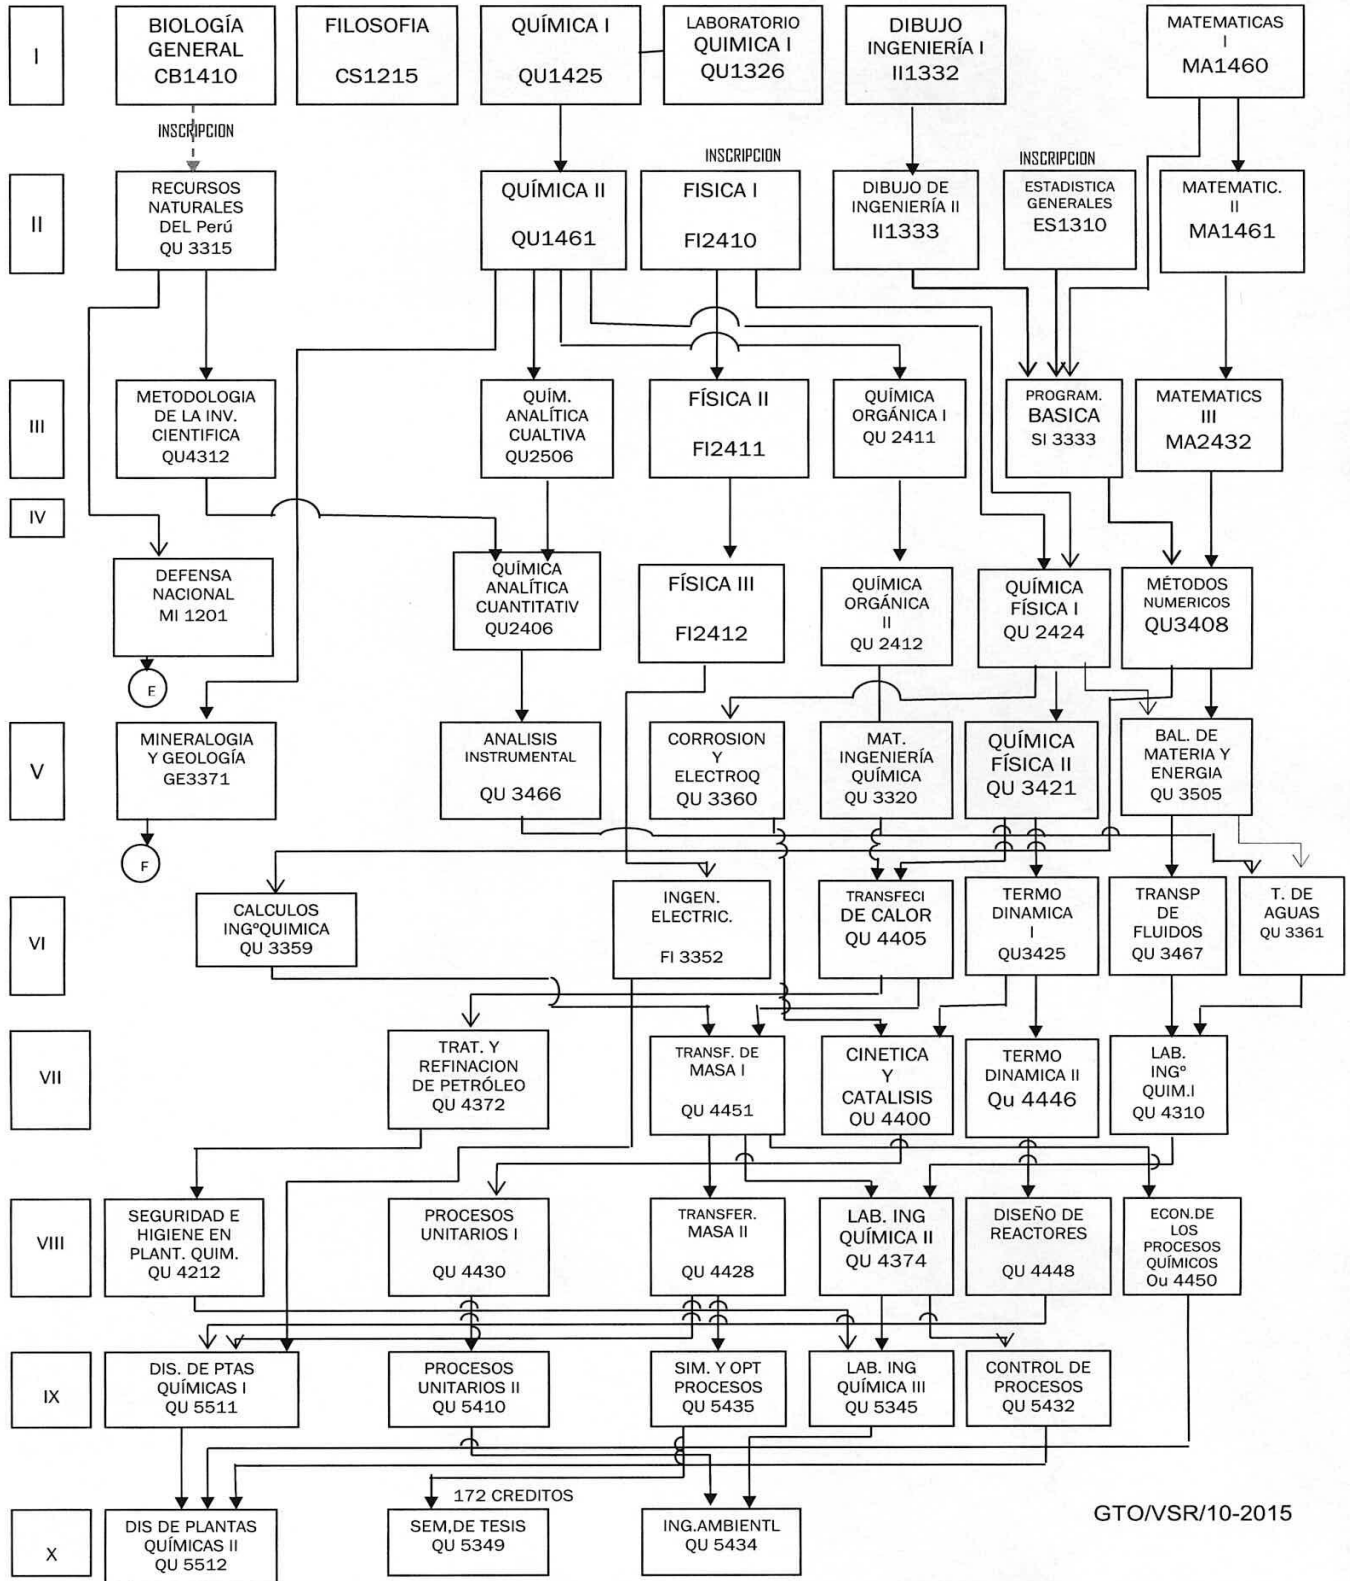 I
BIOLOGÍA
GENERAL
CB1410
FILOSOFIA
CS1215
QUÍMICA I
QU1425
LABORATORIO
QUIMICA I
QU1326
DIBUJO
INGENIERÍA I
II1332
MATEMATICAS
I
MA1460
INSCRIPCION
INSCRIPCION
INSCRIPCION
II
RECURSOS
NATURALES
DEL Perú
QU 3315
QUÍMICA II
QU1461
FISICA I
FI2410
DIBUJO DE
INGENIERÍA II
II1333
ESTADISTICA
GENERALES
ES1310
MATEMATIC.
II
MA1461
III
METODOLOGIA
DE LA INV.
CIENTIFICA
QU4312
QUÍM.
ANALÍTICA
CUALTIVA
QU2506
FÍSICA II
FI2411
QUÍMICA
ORGÁNICA I
QU 2411
PROGRAM.
BASICA
SI 3333
MATEMATICS
III
MA2432
IV
DEFENSA
NACIONAL
MI 1201
QUÍMICA
ANALÍTICA
CUANTITATIV
QU2406
FÍSICA III
FI2412
QUÍMICA
ORGÁNICA
II
QU 2412
QUÍMICA
FÍSICA I
QU 2424
MÉTODOS
NUMERICOS
QU3408
E
V
MINERALOGIA
Y GEOLOGÍA
GE3371
ANALISIS
INSTRUMENTAL
QU 3466
CORROSION
Y
ELECTROQ
QU 3360
MAT.
INGENIERÍA
QUÍMICA
QU 3320
QUÍMICA
FÍSICA II
QU 3421
BAL. DE
MATERIA Y
ENERGIA
QU 3505
F
VI
CALCULOS
INGºQUIMICA
QU 3359
INGEN.
ELECTRIC.
FI 3352
TRANSFECI
DE CALOR
QU 4405
TERMO
DINAMICA
I
QU3425
TRANSP
DE
FLUIDOS
QU 3467
T. DE
AGUAS
QU 3361
VII
TRAT. Y
REFINACION
DE PETRÓLEO
QU 4372
TRANSF. DE
MASA I
QU 4451
CINETICA
Y
CATALISIS
QU 4400
TERMO
DINAMICA II
Qu 4446
LAB.
INGº
QUIM.I
QU 4310
VIII
SEGURIDAD E
HIGIENE EN
PLANT. QUIM.
QU 4212
PROCESOS
UNITARIOS I
QU 4430
TRANSFER.
MASA II
QU 4428
LAB. ING
QUÍMICA II
QU 4374
DISEÑO DE
REACTORES
QU 4448
ECON.DE
LOS
PROCESOS
QUÍMICOS
Qu 4450
IX
DIS. DE PTAS
QUÍMICAS I
QU 5511
PROCESOS
UNITARIOS II
QU 5410
SIM. Y OPT
PROCESOS
QU 5435
LAB. ING
QUÍMICA III
QU 5345
CONTROL DE
PROCESOS
QU 5432
172 CREDITOS
X
DIS DE PLANTAS
QUÍMICAS II
QU 5512
SEM,DE TESIS
QU 5349
ING.AMBIENTL
QU 5434
GTO/VSR/10-2015